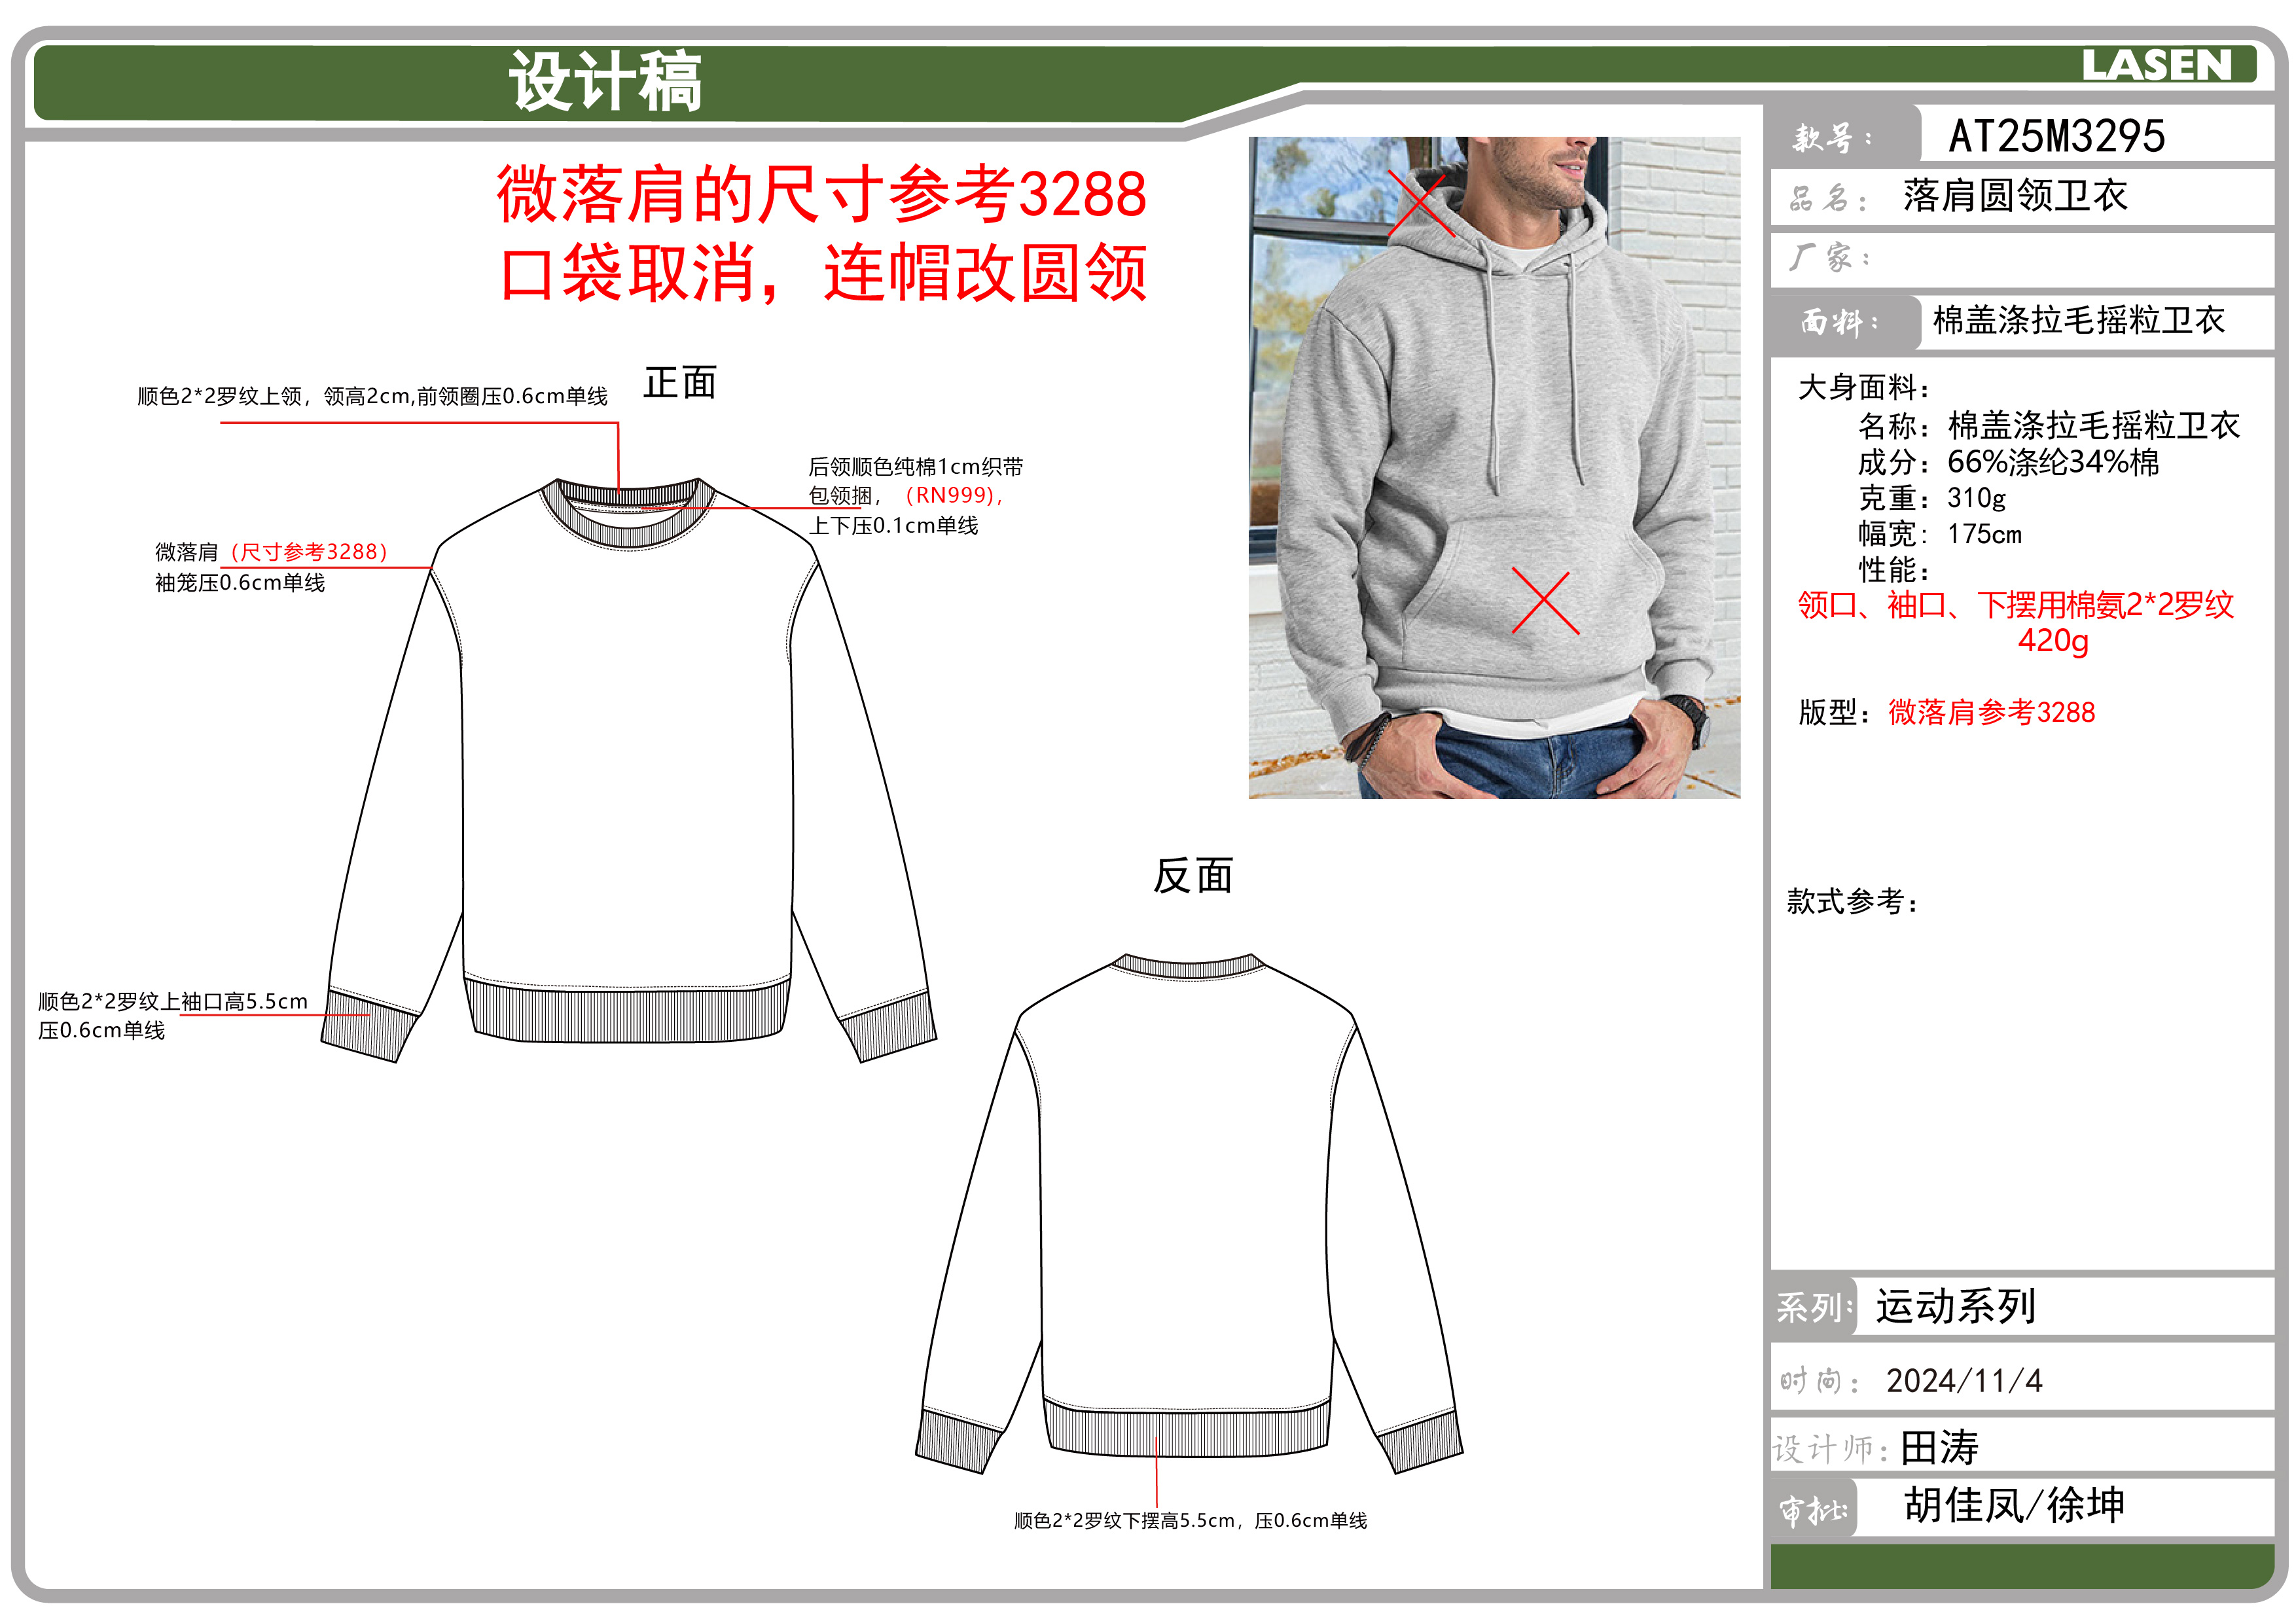 设计稿
LASEN
微落肩的尺寸参考3288
口袋取消，连帽改圆领
正面
顺色2*2罗纹上领，领高2cm,前领圈压0.6cm单线
后领顺色纯棉1cm织带
包领捆，（RN999)，
上下压0.1cm单线
微落肩（尺寸参考3288）
袖笼压0.6cm单线
顺色2*2罗纹上袖口高5.5cm
压0.6cm单线
反面
顺色2*2罗纹下摆高5.5cm，压0.6cm单线
款号：AT25M3295
品名：落肩圆领卫衣
厂家：
面料：棉盖涤拉毛摇粒卫衣
大身面料：
名称：棉盖涤拉毛摇粒卫衣
成分：66%涤纶34%棉
克重：310g
幅宽：175cm
性能：
领口、袖口、下摆用棉氨2*2罗纹
420g
版型：微落肩参考3288
款式参考：
系列：运动系列
时间：2024/11/4
设计师：田涛
审批：胡佳凤/徐坤